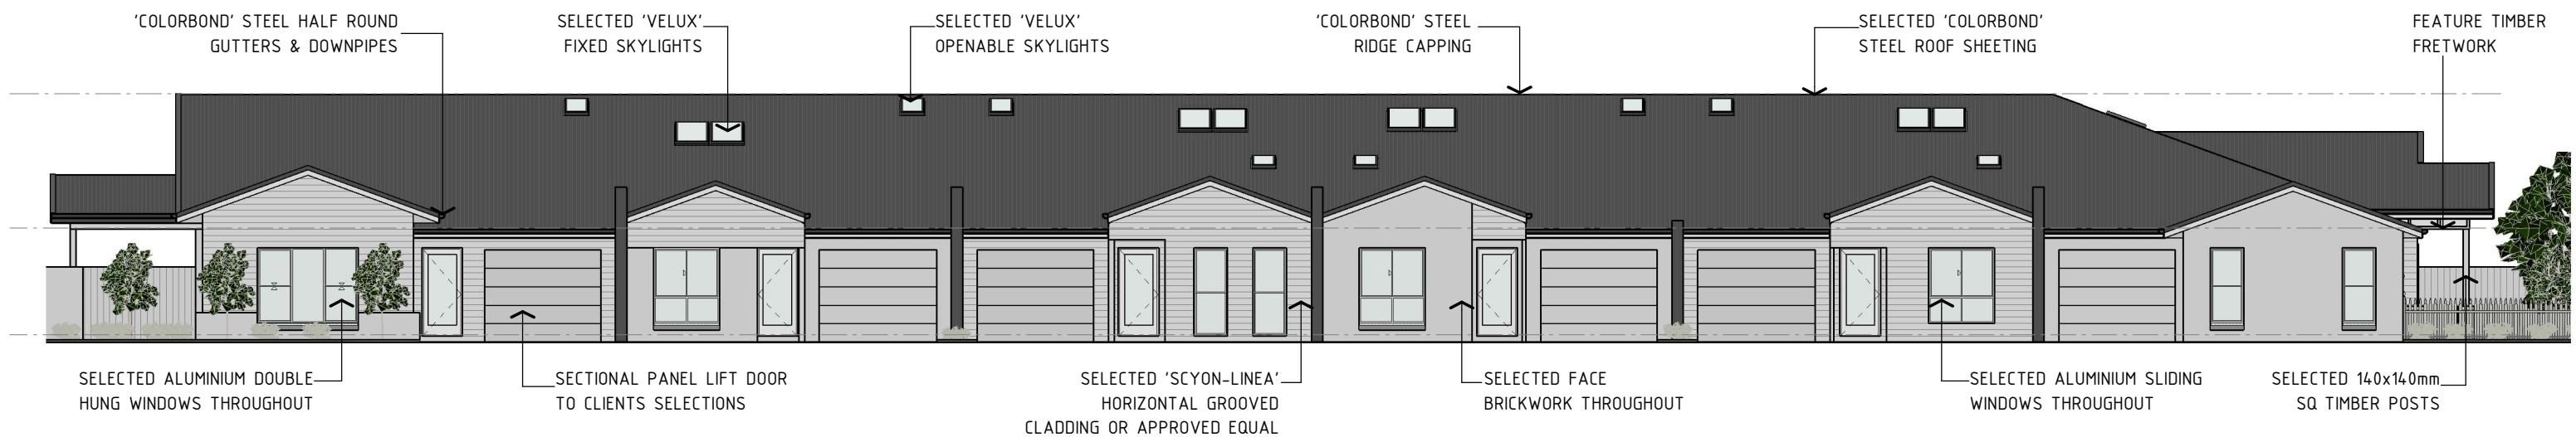 'COLORBOND' STEEL HALF ROUND
GUTTERS & DOWNPIPES
SELECTED 'VELUX'
FIXED SKYLIGHTS
SELECTED 'VELUX'
OPENABLE SKYLIGHTS
'COLORBOND' STEEL
RIDGE CAPPING
SELECTED 'COLORBOND'
STEEL ROOF SHEETING
FEATURE TIMBER
FRETWORK
SELECTED ALUMINIUM DOUBLE
HUNG WINDOWS THROUGHOUT
SECTIONAL PANEL LIFT DOOR
TO CLIENTS SELECTIONS
SELECTED 'SCYON-LINEA'
HORIZONTAL GROOVED
CLADDING OR APPROVED EQUAL
SELECTED FACE
BRICKWORK THROUGHOUT
SELECTED ALUMINIUM SLIDING
WINDOWS THROUGHOUT
SELECTED 140x140mm
SQ TIMBER POSTS